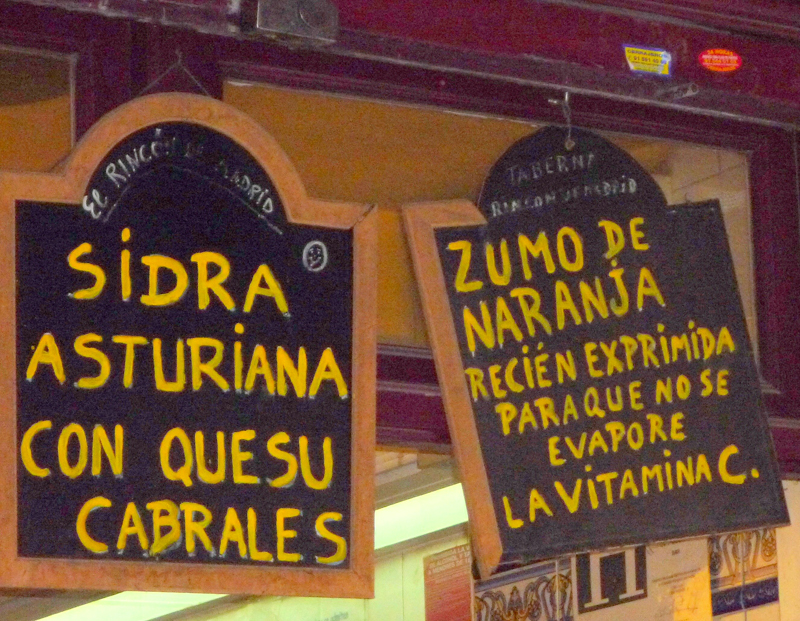 EL RINCÓN DE MADRID
SIDRA
ASTURIANA
CON QUESU
CABRALES
TABERNA
RINCON DE MADRID
ZUMO DE
NARANJA
RECIÉN EXPRIMIDA
PARA QUE NO SE
EVAPORE
LA VITAMINA C.
H